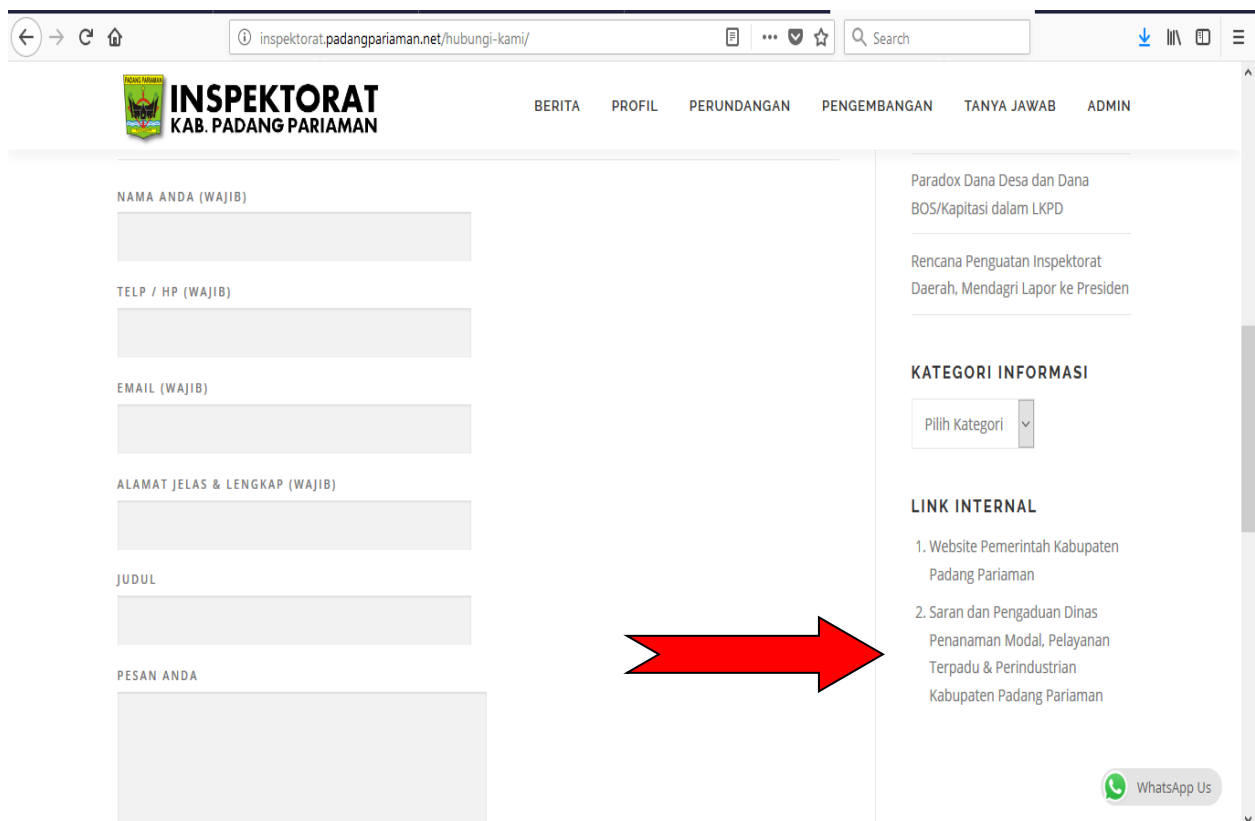 inspektorat.padangpariaman.net/hubungi-kami/
Search
PADANG PARIAMAN
INSPEKTORAT
KAB. PADANG PARIAMAN
BERITA PROFIL PERUNDANGAN PENGEMBANGAN TANYA JAWAB ADMIN
NAMA ANDA (WAJIB)
TELP / HP (WAJIB)
EMAIL (WAJIB)
ALAMAT JELAS & LENGKAP (WAJIB)
JUDUL
PESAN ANDA
Paradox Dana Desa dan Dana
BOS/Kapitasi dalam LKPD
Rencana Penguatan Inspektorat
Daerah, Mendagri Lapor ke Presiden
KATEGORI INFORMASI
Pilih Kategori
LINK INTERNAL
1. Website Pemerintah Kabupaten
Padang Pariaman
2. Saran dan Pengaduan Dinas
Penanaman Modal, Pelayanan
Terpadu & Perindustrian
Kabupaten Padang Pariaman
WhatsApp Us